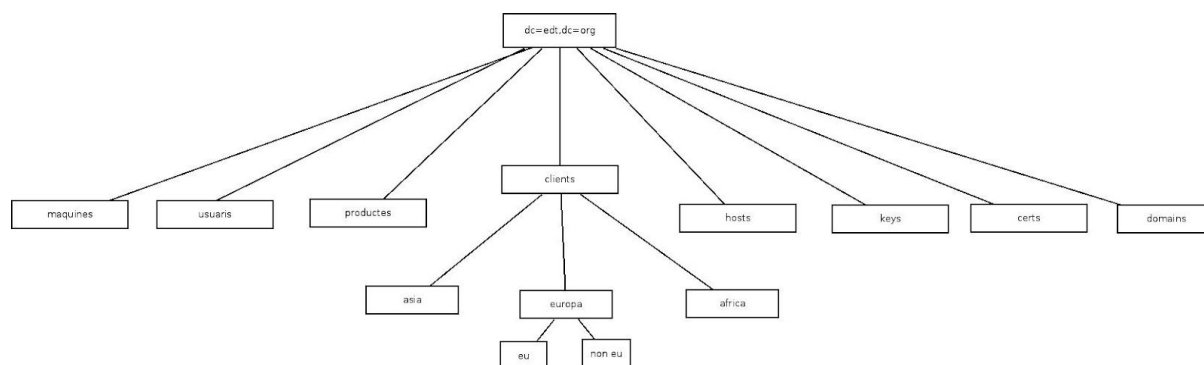 dc=edt,dc=org
clients
maquines
usuaris
productes
hosts
keys
certs
domains
asia
europa
africa
eu
non eu